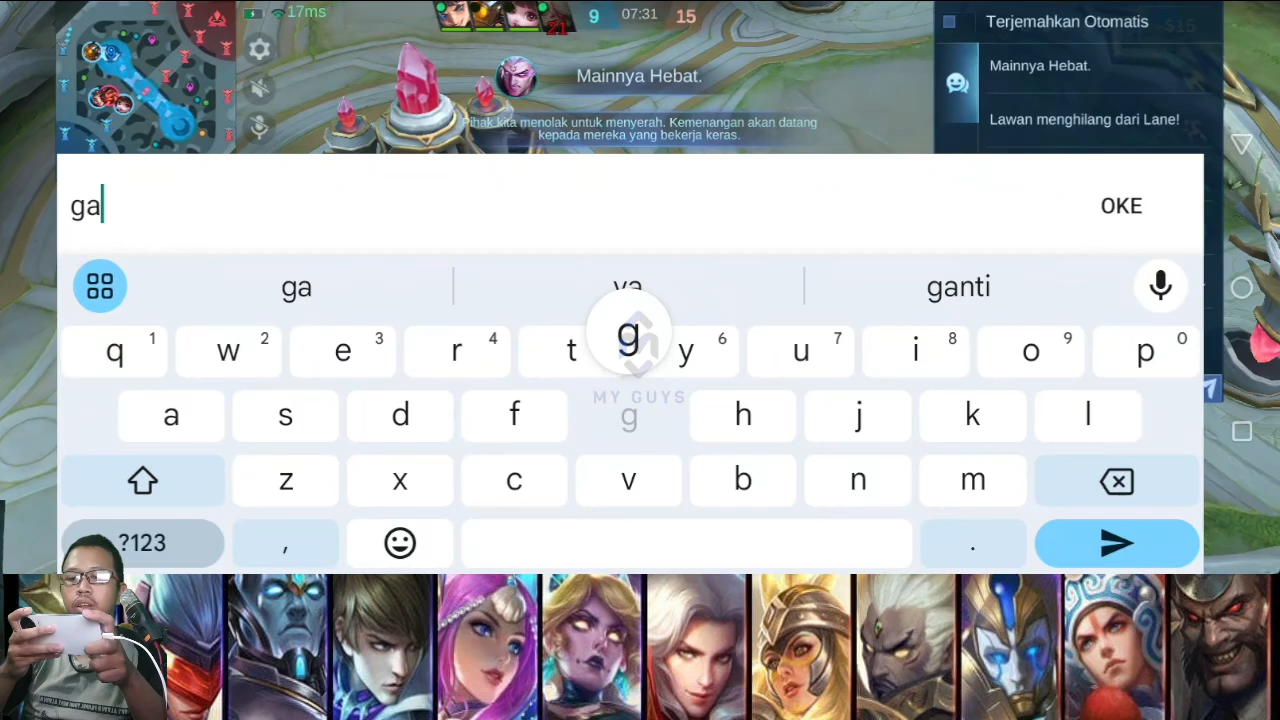 17ms
21
9 07:31 15
Terjemahkan Otomatis
$15
Mainnya Hebat.
Mainnya Hebat.
Pihak kita menolak untuk menyerah. Kemenangan akan datang
kepada mereka yang bekerja keras.
Lawan menghilang dari Lane!
ga
OKE
ga
ya
ganti
q 1 w 2 e 3 r 4 t g y 6 u 7 i 8 o 9 p 0
MY GUYS
a s d f g h j k l
z x c v b n m
?123 , .